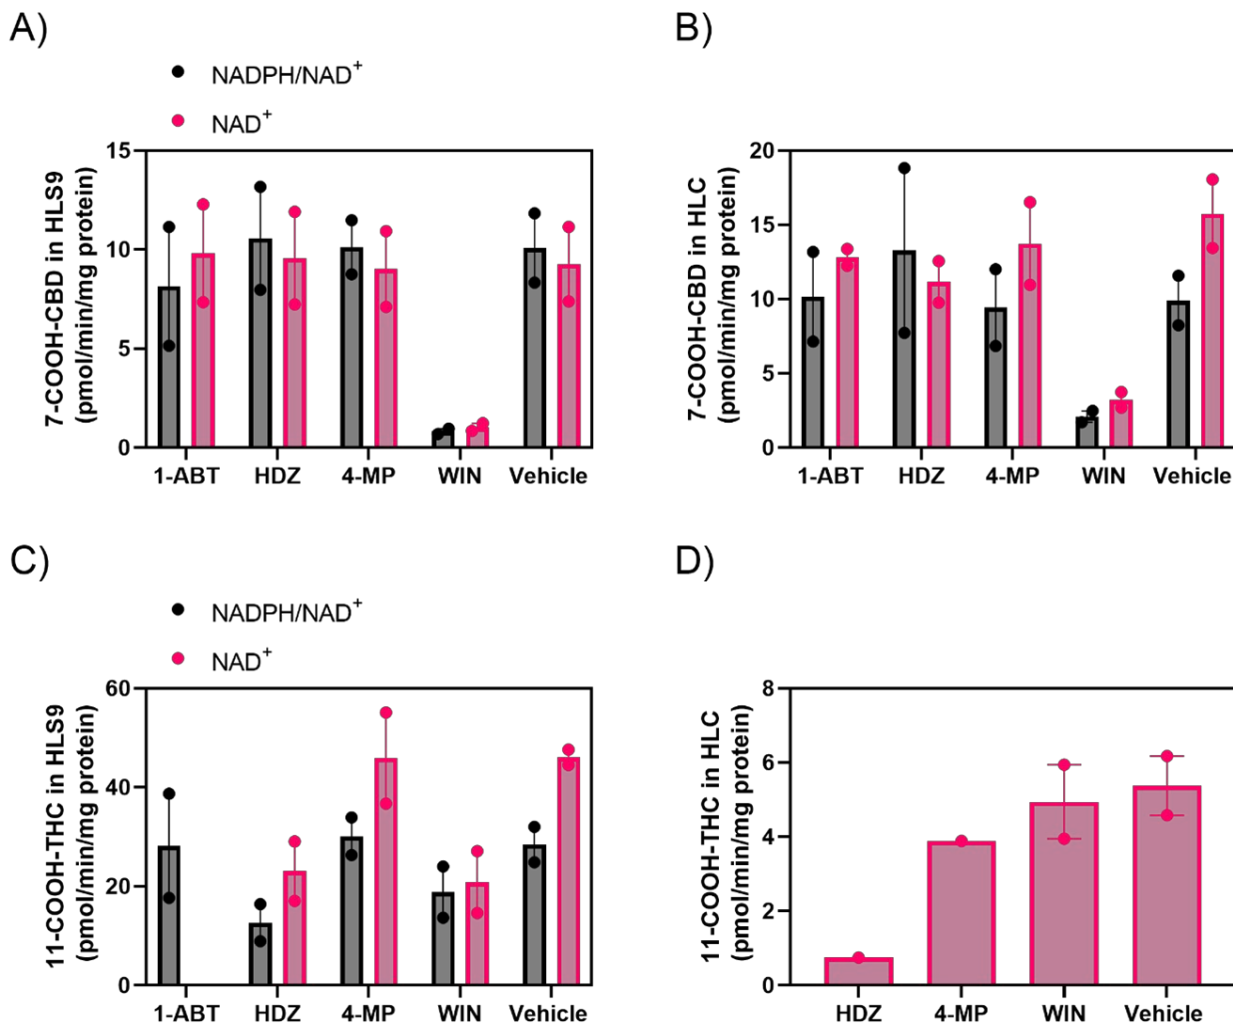 A)
NADPH/NAD+
NAD+
7-COOH-CBD in HLS9
(pmol/min/mg protein)
15
10
5
0
1-ABT HDZ 4-MP WIN Vehicle
B)
7-COOH-CBD in HLC
(pmol/min/mg protein)
20
15
10
5
0
1-ABT HDZ 4-MP WIN Vehicle
C)
NADPH/NAD+
NAD+
11-COOH-THC in HLS9
(pmol/min/mg protein)
60
40
20
0
1-ABT HDZ 4-MP WIN Vehicle
D)
11-COOH-THC in HLC
(pmol/min/mg protein)
8
6
4
2
0
HDZ 4-MP WIN Vehicle